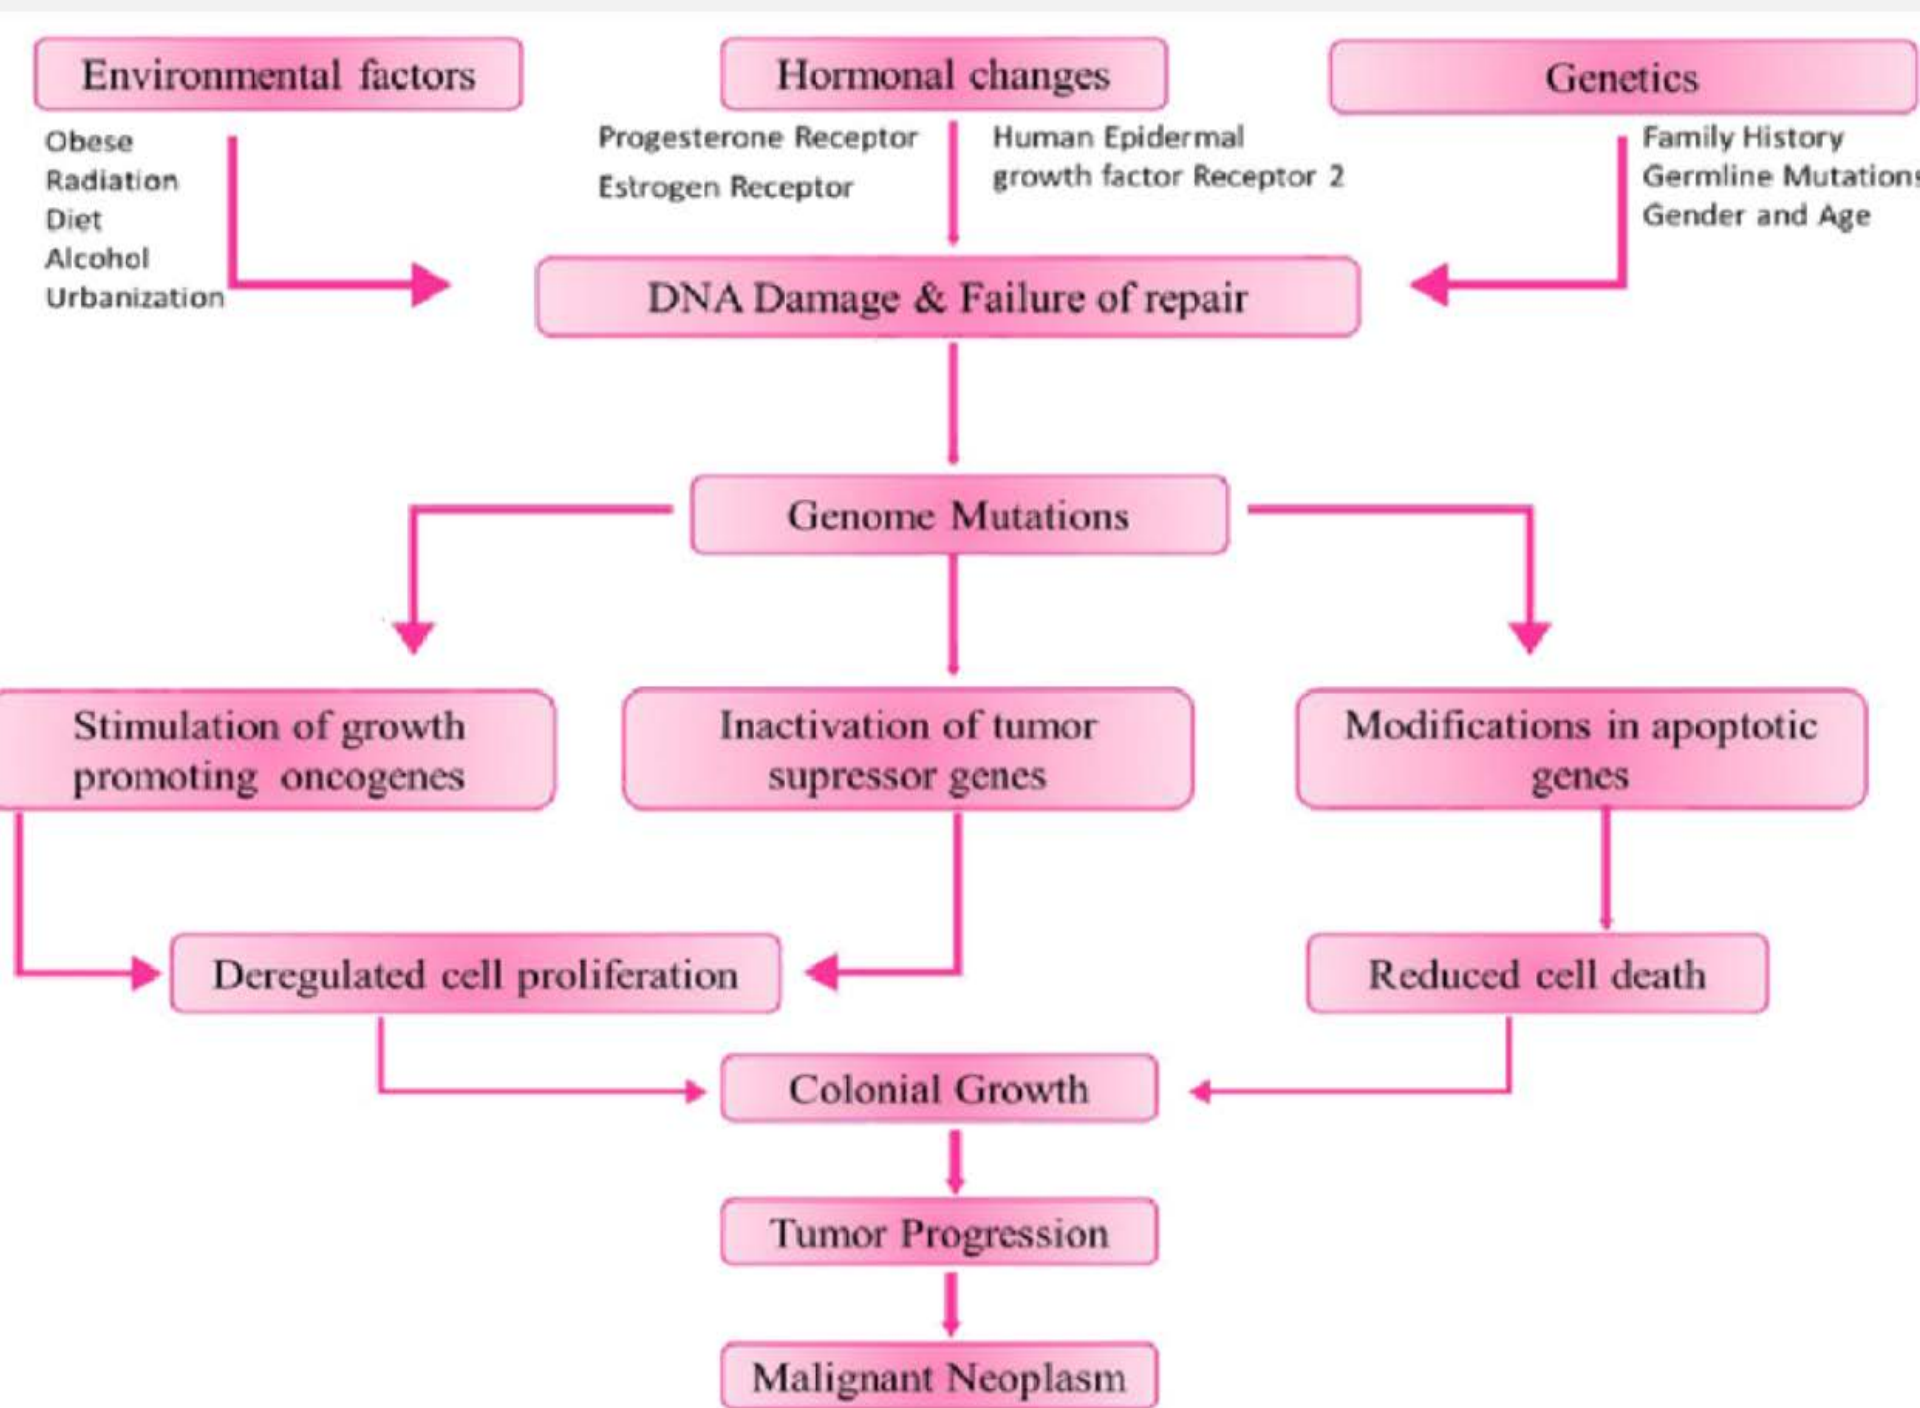 Environmental factors
Hormonal changes
Genetics
Obese
Radiation
Diet
Alcohol
Urbanization
Progesterone Receptor
Estrogen Receptor
Human Epidermal
growth factor Receptor 2
Family History
Germline Mutations
Gender and Age
DNA Damage & Failure of repair
Genome Mutations
Stimulation of growth
promoting oncogenes
Inactivation of tumor
supressor genes
Modifications in apoptotic
genes
Deregulated cell proliferation
Reduced cell death
Colonial Growth
Tumor Progression
Malignant Neoplasm